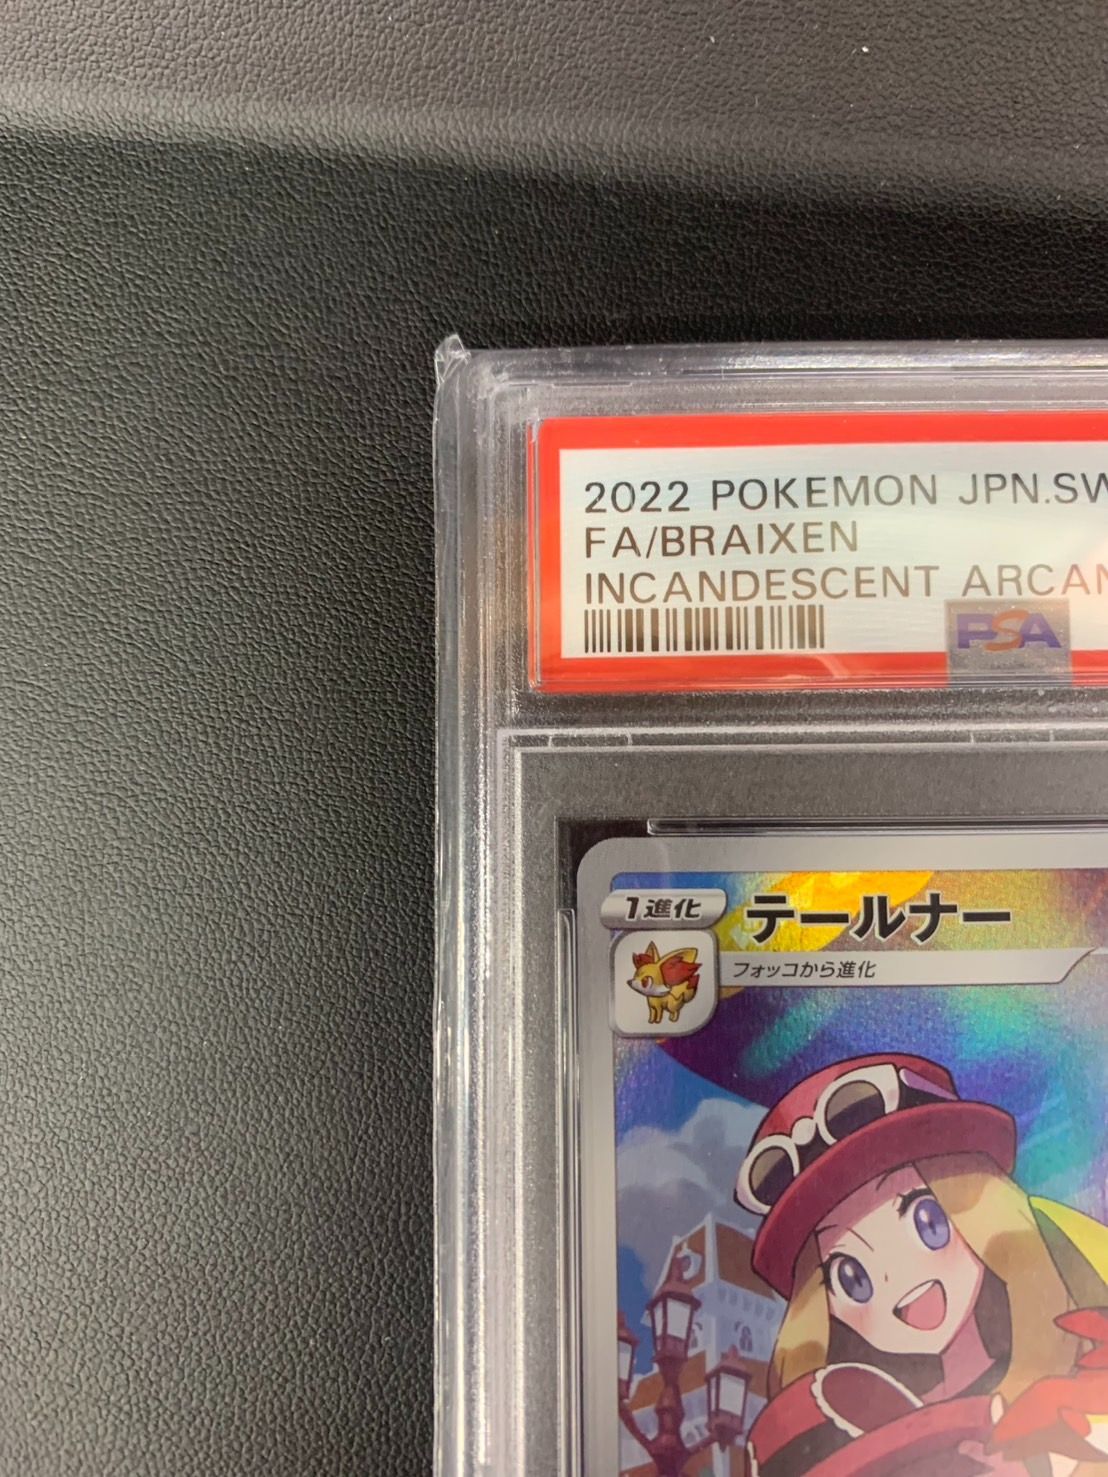 2022 POKEMON JPN.SW
FA/BRAIXEN
INCANDESCENT ARCAN
PSA
1進化
テールナー
フォッコから進化